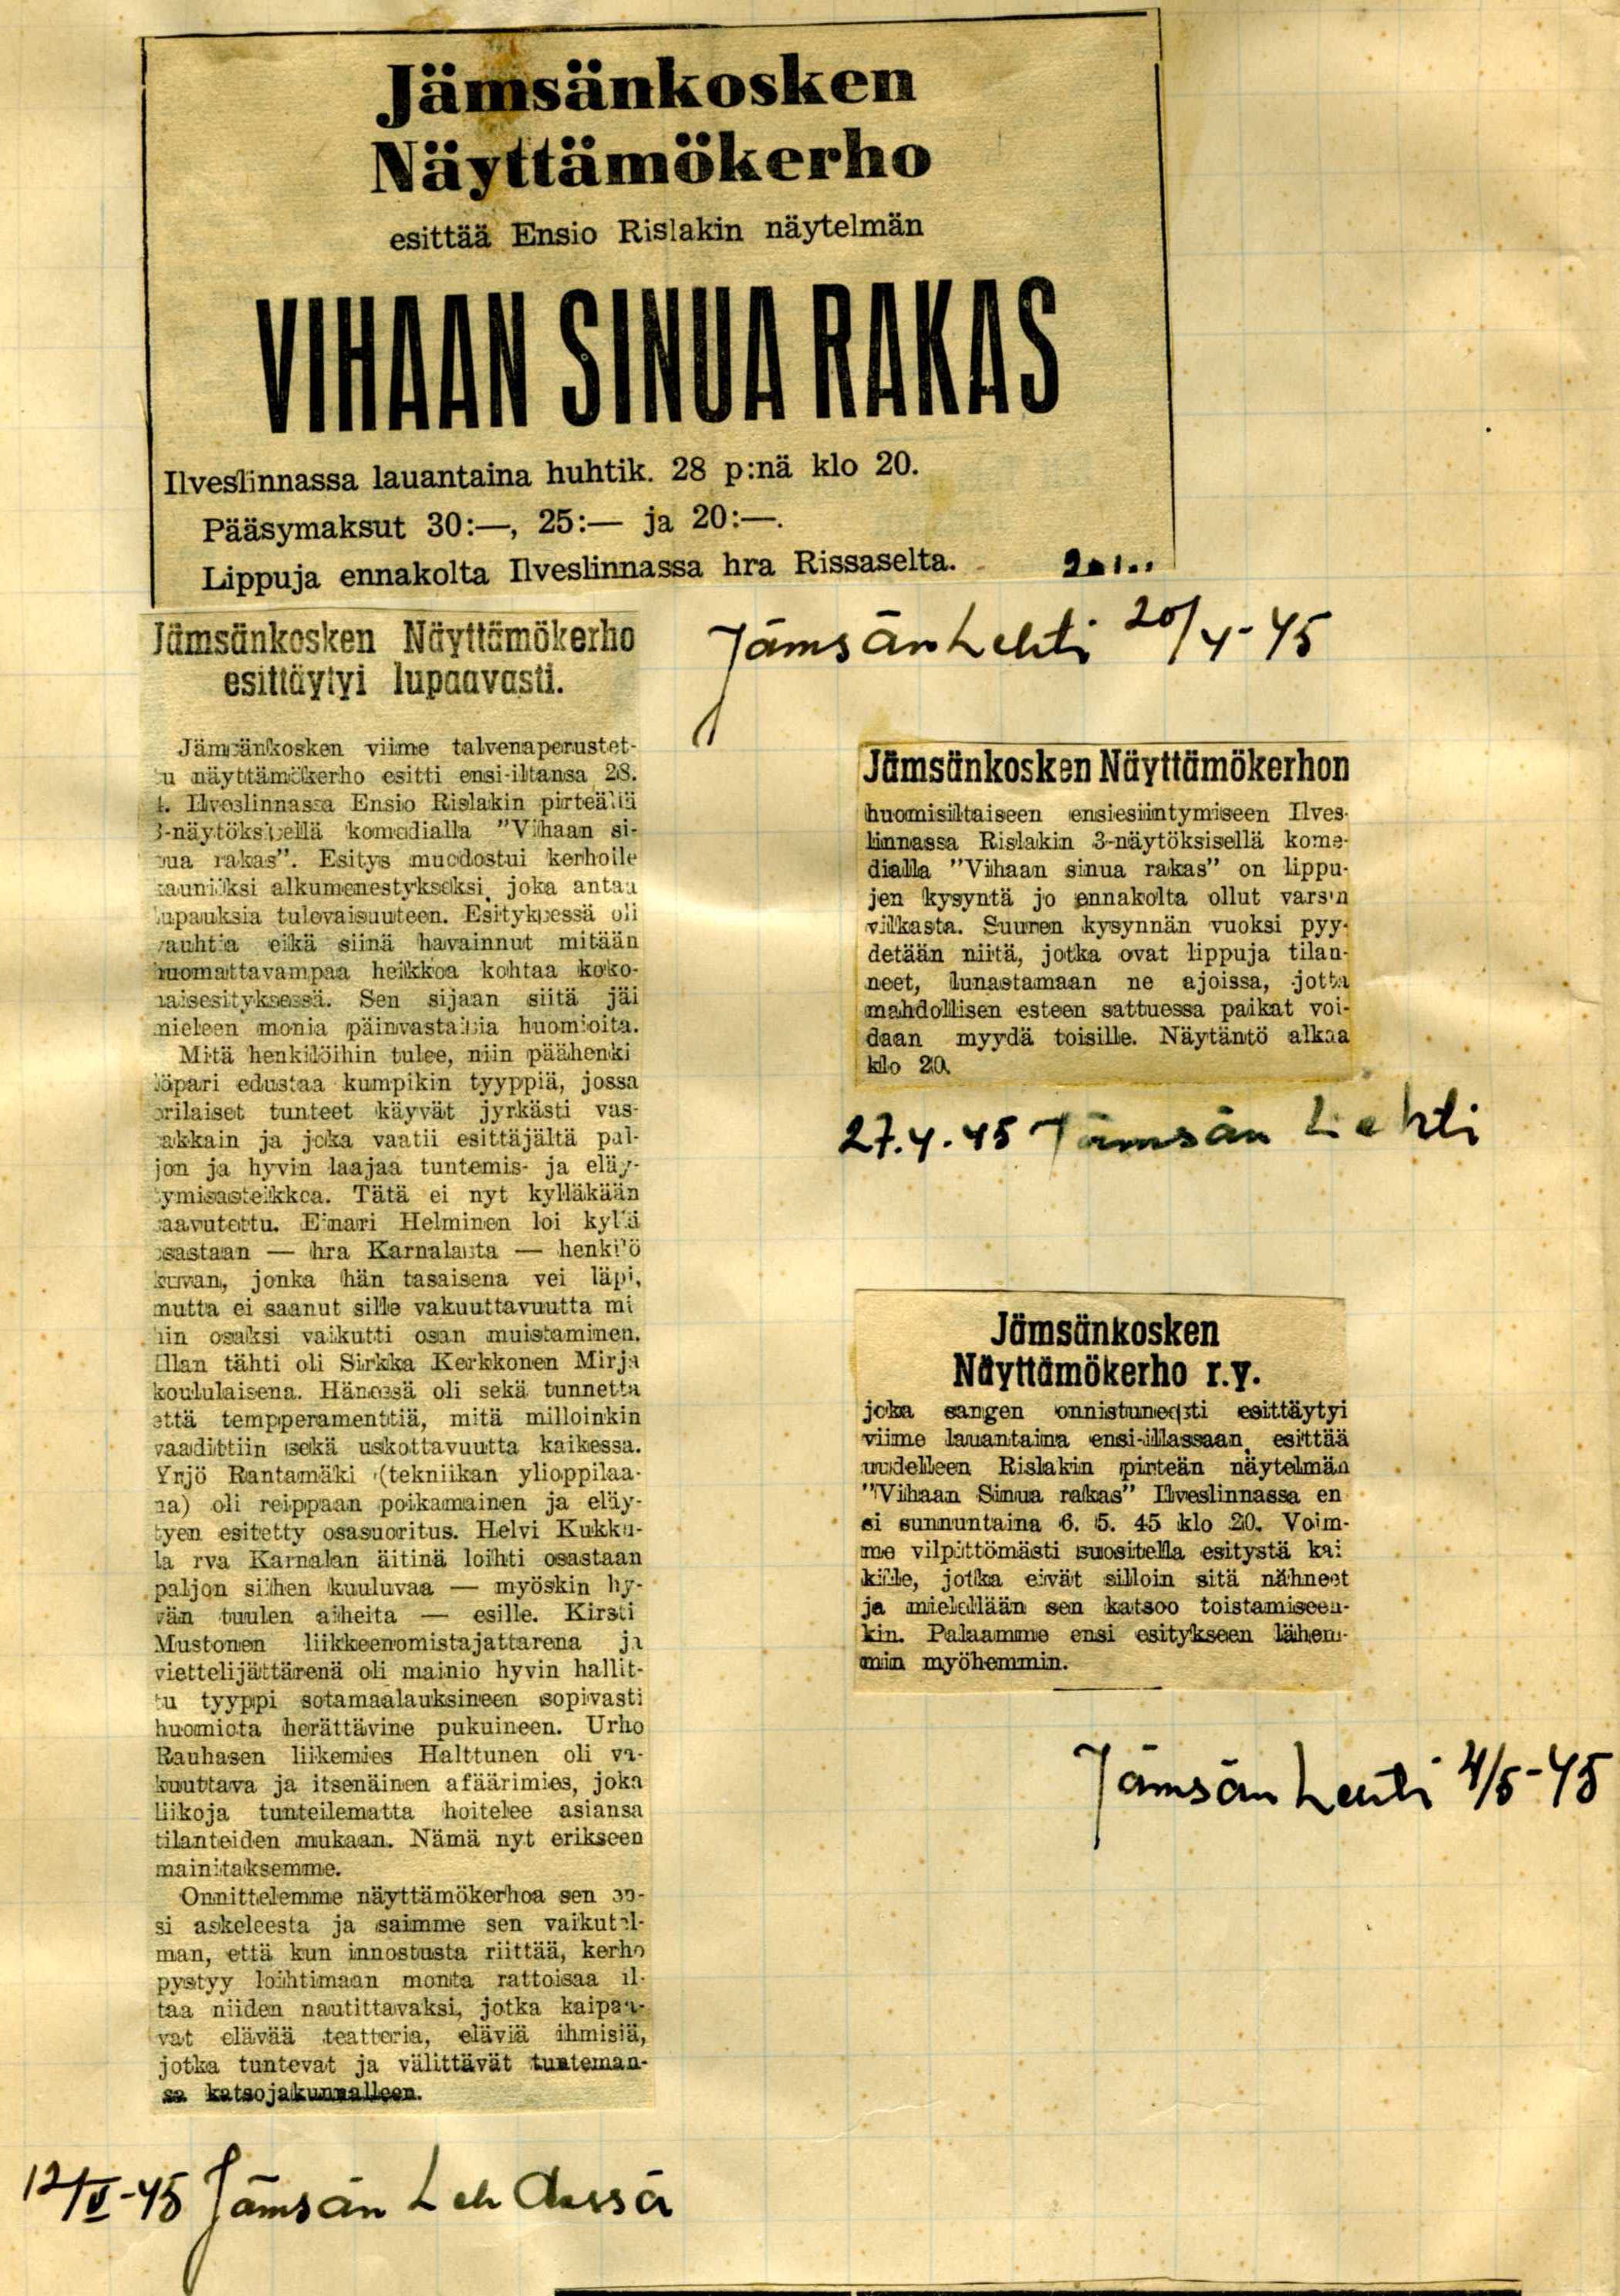 Jämsänkosken
Näyttämökerho
esittää Ensio Rislakin näytelmän
VIHAAN SINUA RAKAS
Ilveslinnassa lauantaina huhtik. 28 p:nä klo 20.
Pääsymaksut 30:—, 25:— ja 20:—.
Lippuja ennakolta Ilveslinnassa hra Rissaselta.
Jämsän Lehti 20/4-45
Jämsänkosken Näyttämökerho
esittäytyi lupaavasti.
Jämsänkosken viime talvenaperustet-
u näyttämökerho esitti ensi-iltansa 28.
4. Ilveslinnassa Ensio Rislakin pirteällä
3-näytöksisellä komedialla "Vihaan si-
nua rakas". Esitys muodostui kerholle
kauniiksi alkumenestykseksi, joka antaa
lupauksia tulevaisuuteen. Esityksessä oli
rauhtia eikä siinä havainnut mitään
huomattavampaa heikkoa kohtaa koko-
naisesityksessä. Sen sijaan siitä jäi
mieleen monia päinvastaisia huomioita.
Mitä henkilöihin tulee, niin päähenki
löpari edustaa kumpikin tyyppiä, jossa
erilaiset tunteet käyvät jyrkästi vas-
akkain ja joka vaatii esittäjältä pal-
jon ja hyvin laajaa tuntemis- ja eläy-
tymisasteikkoa. Tätä ei nyt kylläkään
saavutettu. Einari Helminen loi kyllä
osastaan — hra Karnalasta — henkilö
kuvan, jonka hän tasaisena vei läpi,
mutta ei saanut sille vakuuttavuutta mi
hin osaksi vaikutti osan muistaminen.
Illan tähti oli Sirkka Kerkkonen Mirja
koululaisena. Hänessä oli sekä tunnetta
että tempperamenttiä, mitä milloinkin
vaadittiin sekä uskottavuutta kaikessa.
Yrjö Rantamäki (tekniikan ylioppilaa-
na) oli reippaan poikamainen ja eläy-
tyen esitetty osasuoritus. Helvi Kukku-
la rva Karnalan äitinä loihti osastaan
paljon siihen kuuluvaa — myöskin hy-
vän tuulen aiheita — esille. Kirsti
Mustonen liikkeenomistajattarena ja
viettelijättärenä oli mainio hyvin hallit-
tu tyyppi sotamaalauksineen sopivasti
huomiota herättävine pukuineen. Urho
Rauhasen liikemies Halttunen oli va-
kuuttava ja itsenäinen afäärimies, joka
liikoja tunteilematta hoitelee asiansa
tilanteiden mukaan. Nämä nyt erikseen
mainitaksemme.
Onnittelemme näyttämökerhoa sen en-
si askeleesta ja saimme sen vaikutel-
man, että kun innostusta riittää, kerho
pystyy loihtimaan monta rattoisaa il-
taa niiden nautittavaksi, jotka kaipaa-
vat elävää teatteria, eläviä ihmisiä,
jotka tuntevat ja välittävät tunteman-
sa katsojakunnalleen.
12/V-45 Jämsän Lehdessä
Jämsänkosken Näyttämökerhon
huomisiltaiseen ensiesiintymiseen Ilves-
linnassa Rislakin 3-näytöksisellä kome-
dialla "Vihaan sinua rakas" on lippu-
jen kysyntä jo ennakolta ollut varsin
vilkasta. Suuren kysynnän vuoksi pyy-
detään niitä, jotka ovat lippuja tilan-
neet, lunastamaan ne ajoissa, jotta
mahdollisen esteen sattuessa paikat voi-
daan myydä toisille. Näytäntö alkaa
klo 20.
27.4.45 Jämsän Lehti
Jämsänkosken
Näyttämökerho r.y.
joka sangen onnistuneesti esittäytyi
viime lauantaina ensi-illassaan, esittää
uudelleen Rislakin pirteän näytelmän
"Vihaan Sinua rakas" Ilveslinnassa en
si sunnuntaina 6. 5. 45 klo 20. Voim-
me vilpittömästi suositella esitystä kai
kille, jotka eivät silloin sitä nähneet
ja mielellään sen katsoo toistamiseen-
kin. Palaamme ensi esitykseen lähem-
min myöhemmin.
Jämsän Lehti 4/5-45